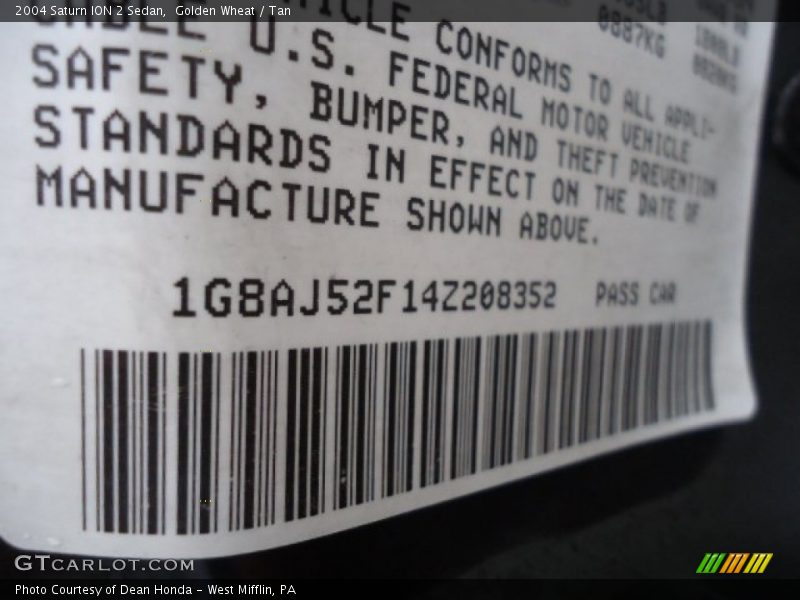 2004 Saturn ION 2 Sedan, Golden Wheat / Tan
0887KG
VEHICLE CONFORMS TO ALL APPLI-
CABLE U.S. FEDERAL MOTOR VEHICLE
SAFETY, BUMPER, AND THEFT PREVENTION
STANDARDS IN EFFECT ON THE DATE OF
MANUFACTURE SHOWN ABOVE.
1G8AJ52F14Z208352 PASS CAR
GTCARLOT.COM
Photo Courtesy of Dean Honda - West Mifflin, PA